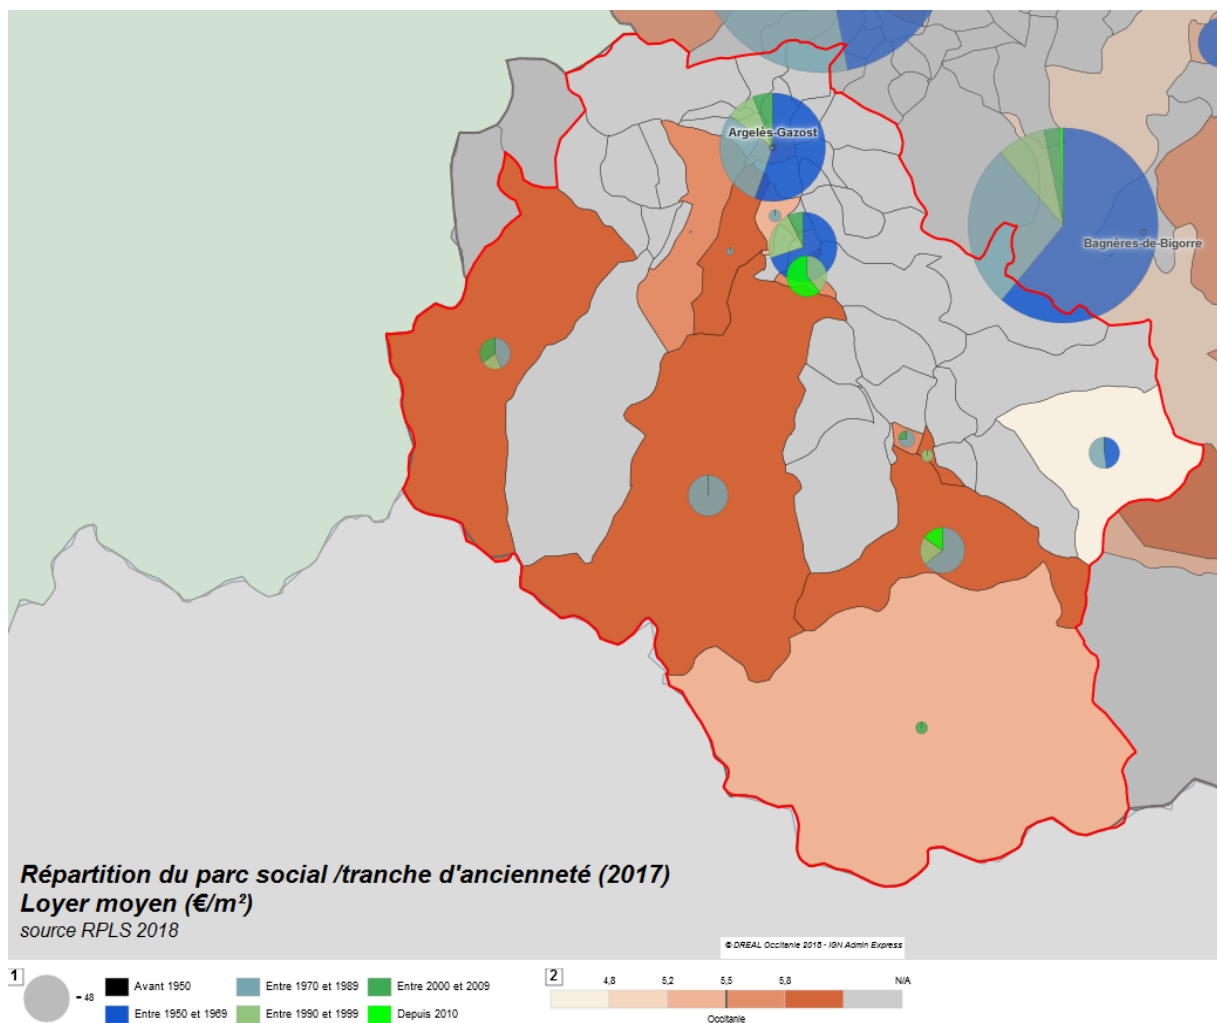 Argelès-Gazost
Bagnères-de-Bigorre
Répartition du parc social /tranche d'ancienneté (2017)
Loyer moyen (€/m²)
source RPLS 2018
© DREAL Occitanie 2018 - IGN Admin Express
1
= 48
Avant 1950
Entre 1970 et 1989
Entre 2000 et 2009
Entre 1950 et 1969
Entre 1990 et 1999
Depuis 2010
2
4,8 5,2 5,5 5,8 N/A
Occitanie